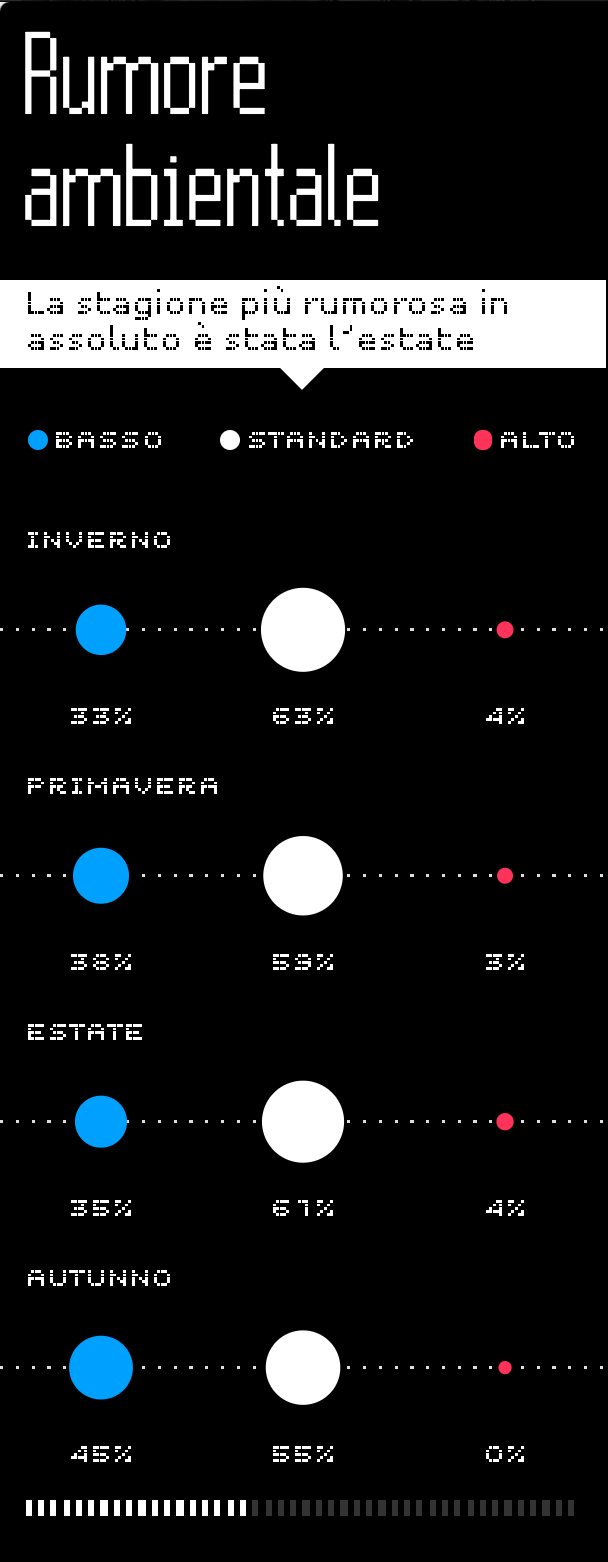 Rumore
ambientale
La stagione più rumorosa in
assoluto è stata l'estate
BASSO STANDARD ALTO
INVERNO
33% 63% 4%
PRIMAVERA
38% 59% 3%
ESTATE
35% 61% 4%
AUTUNNO
45% 55% 0%